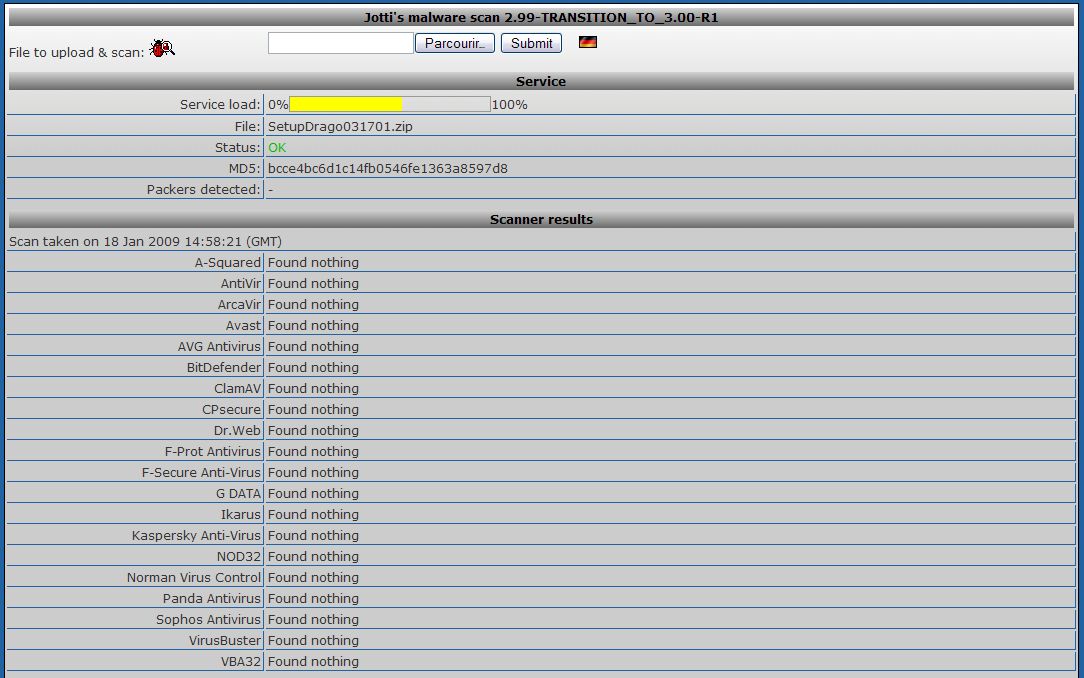 Jotti's malware scan 2.99-TRANSITION_TO_3.00-R1
File to upload & scan: Parcourir... Submit
Service
Service load: 0% 100%
File: SetupDrago031701.zip
Status: OK
MD5: bcce4bc6d1c14fb0546fe1363a8597d8
Packers detected: -
Scanner results
Scan taken on 18 Jan 2009 14:58:21 (GMT)
A-Squared Found nothing
AntiVir Found nothing
ArcaVir Found nothing
Avast Found nothing
AVG Antivirus Found nothing
BitDefender Found nothing
ClamAV Found nothing
CPsecure Found nothing
Dr.Web Found nothing
F-Prot Antivirus Found nothing
F-Secure Anti-Virus Found nothing
G DATA Found nothing
Ikarus Found nothing
Kaspersky Anti-Virus Found nothing
NOD32 Found nothing
Norman Virus Control Found nothing
Panda Antivirus Found nothing
Sophos Antivirus Found nothing
VirusBuster Found nothing
VBA32 Found nothing